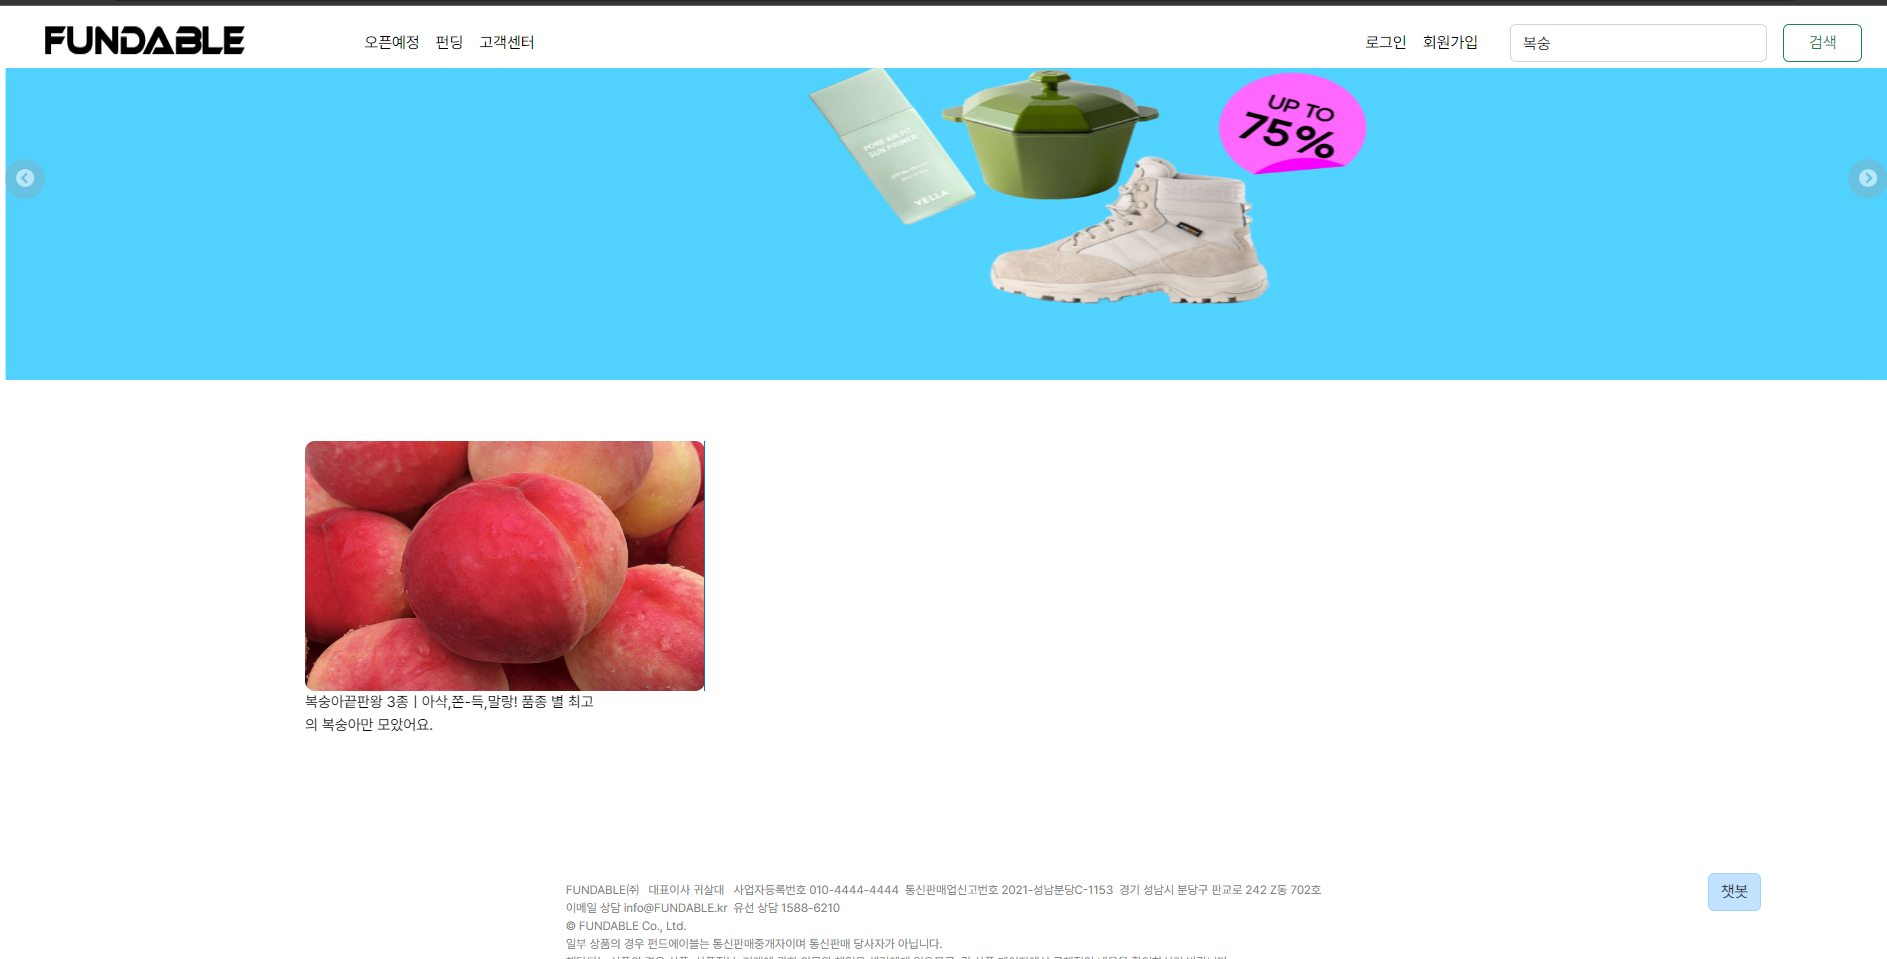 FUNDABLE
오픈예정 펀딩 고객센터
로그인 회원가입
복숭
검색
PORE AIR FIT
SUN PRIMER
VELLA
UP TO
75%
복숭아끝판왕 3종 | 아삭,쫀-득,말랑! 품종 별 최고
의 복숭아만 모았어요.
FUNDABLE㈜ 대표이사 귀살대 사업자등록번호 010-4444-4444 통신판매업신고번호 2021-성남분당C-1153 경기 성남시 분당구 판교로 242 Z동 702호
이메일 상담 info@FUNDABLE.kr 유선 상담 1588-6210
© FUNDABLE Co., Ltd.
일부 상품의 경우 펀드에이블는 통신판매중개자이며 통신판매 당사자가 아닙니다.
챗봇